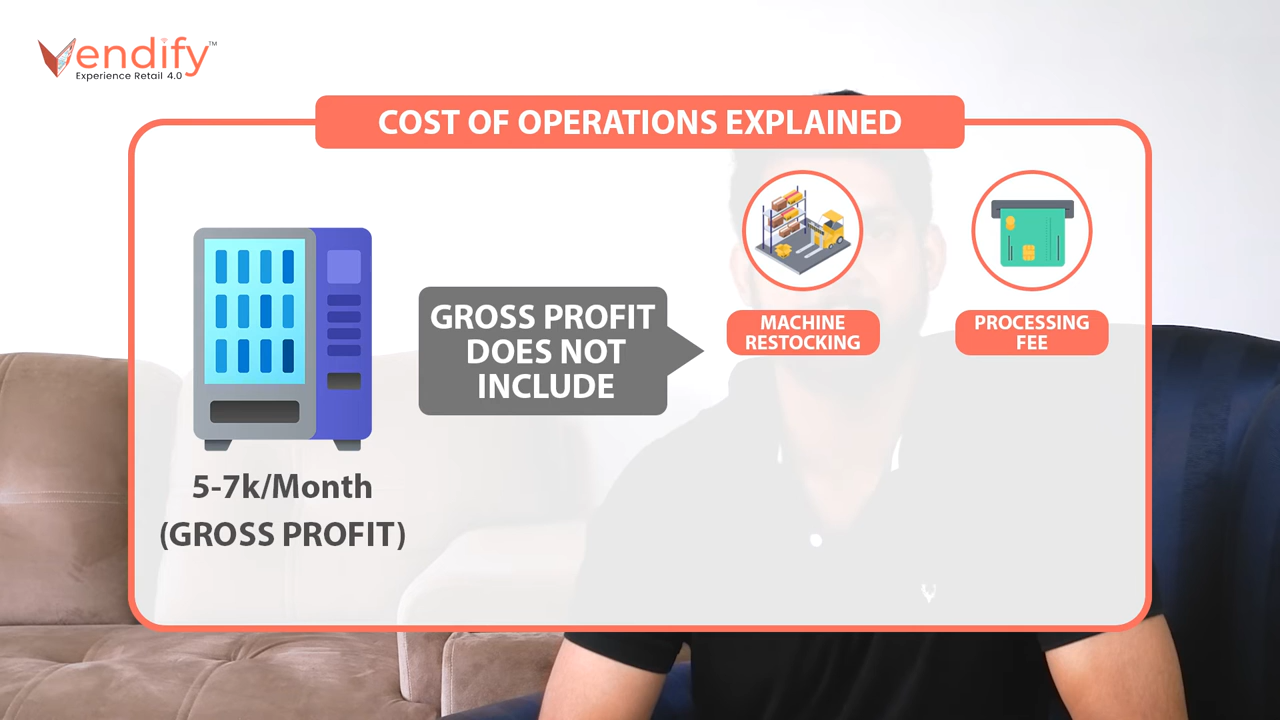 Vendify™
Experience Retail 4.0
COST OF OPERATIONS EXPLAINED
GROSS PROFIT
DOES NOT
INCLUDE
MACHINE
RESTOCKING
PROCESSING
FEE
5-7k/Month
(GROSS PROFIT)